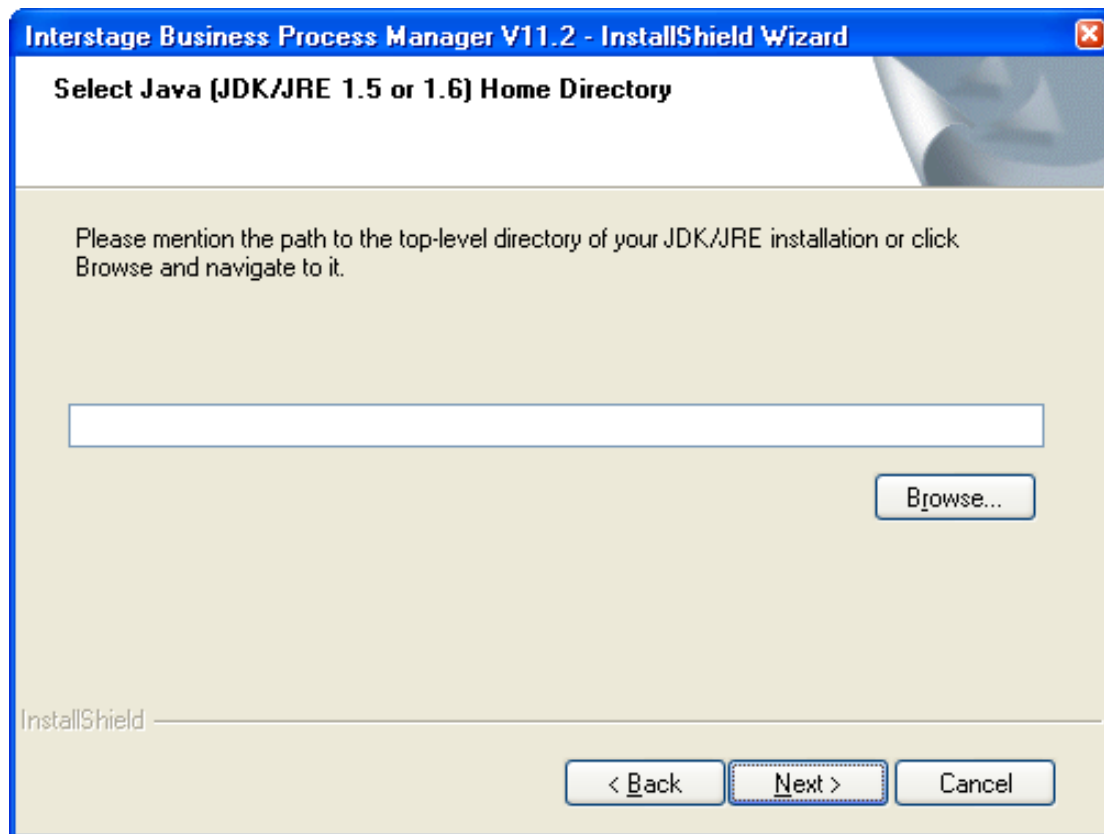 Interstage Business Process Manager V11.2 - InstallShield Wizard
Select Java (JDK/JRE 1.5 or 1.6) Home Directory
Please mention the path to the top-level directory of your JDK/JRE installation or click
Browse and navigate to it.
Browse...
InstallShield
< Back Next > Cancel